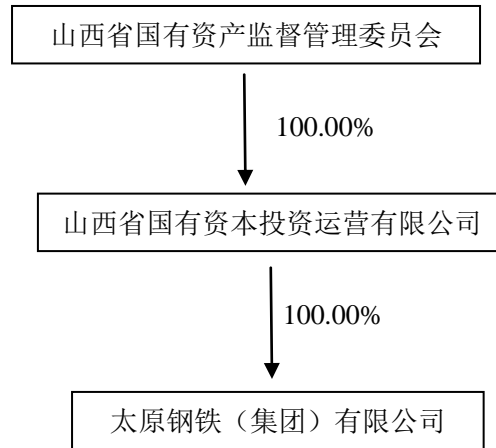 山西省国有资产监督管理委员会
100.00%
山西省国有资本投资运营有限公司
100.00%
太原钢铁（集团）有限公司